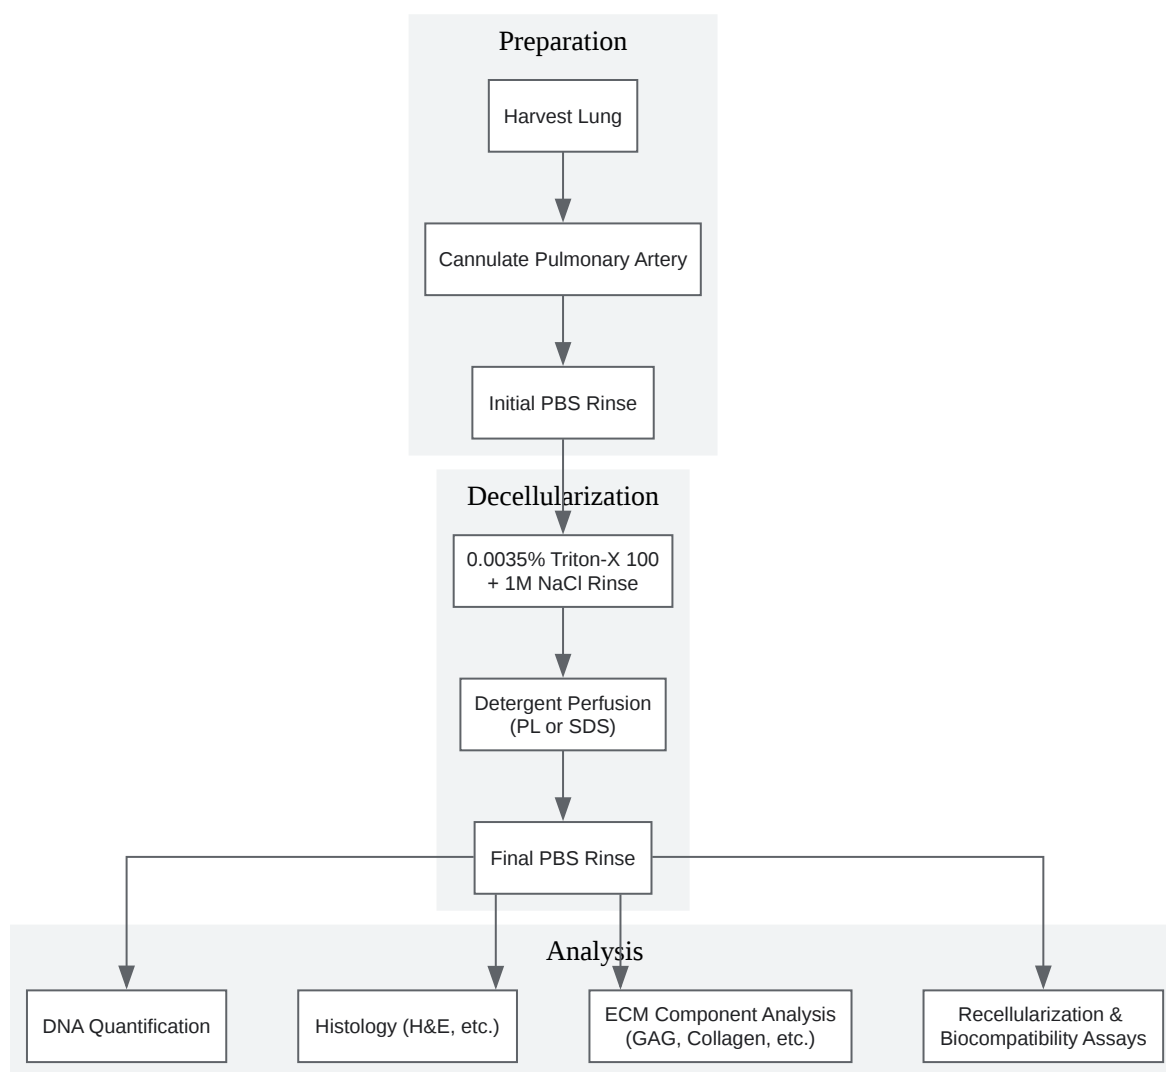 Preparation
Harvest Lung
Cannulate Pulmonary Artery
Initial PBS Rinse
Decellularization
0.0035% Triton-X 100
+ 1M NaCl Rinse
Detergent Perfusion
(PL or SDS)
Final PBS Rinse
Analysis
DNA Quantification
Histology (H&E, etc.)
ECM Component Analysis
(GAG, Collagen, etc.)
Recellularization &
Biocompatibility Assays